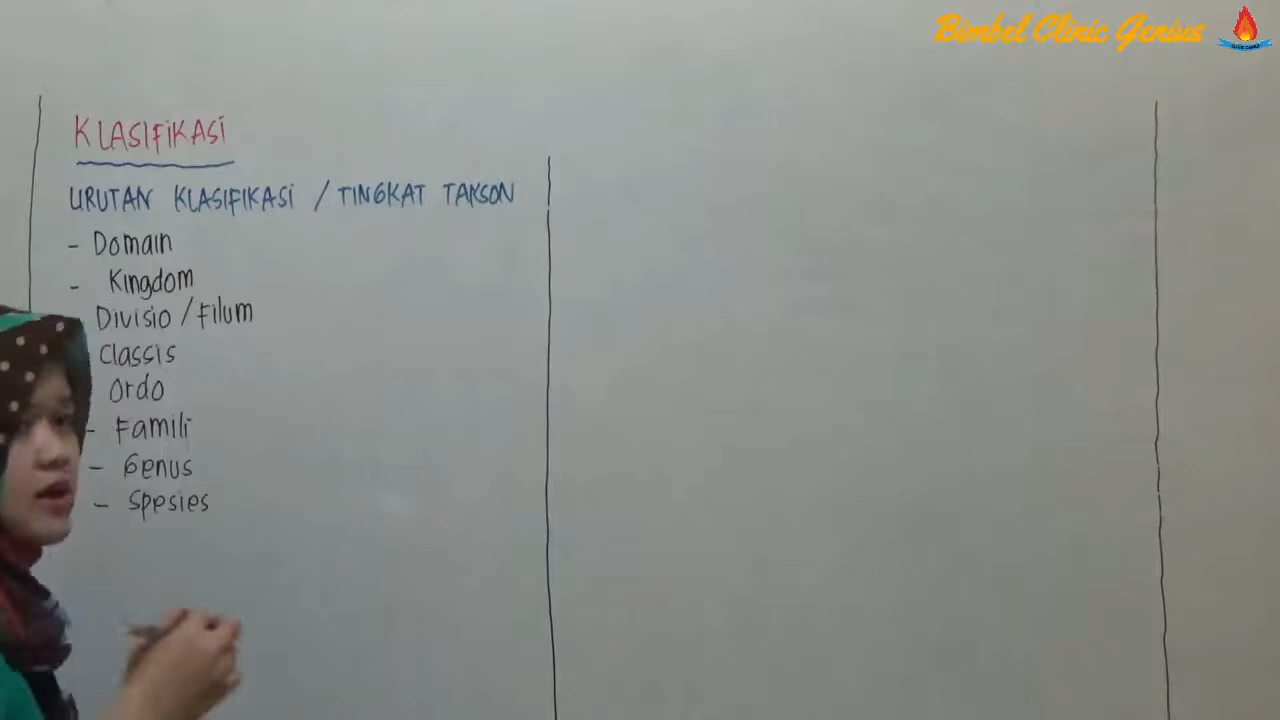 Bimbel Clinic Genius
KLASIFIKASI
URUTAN KLASIFIKASI / TINGKAT TAKSON
- Domain
- Kingdom
Divisio / Filum
Classis
Ordo
- Famili
- Genus
- Spesies